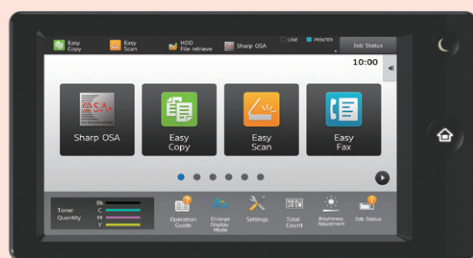 Easy
Copy
Easy
Scan
HDD
File retrieve
Sharp OSA
LINE
PRINTER
Job Status
10:00
OSA
Sharp OSA
Easy
Copy
Easy
Scan
Easy
Fax
Toner
Quantity
Bk
C
M
Y
Operation
Guide
Enlarge
Display
Mode
Settings
Total
Count
Brightness
Adjustment
Job Status